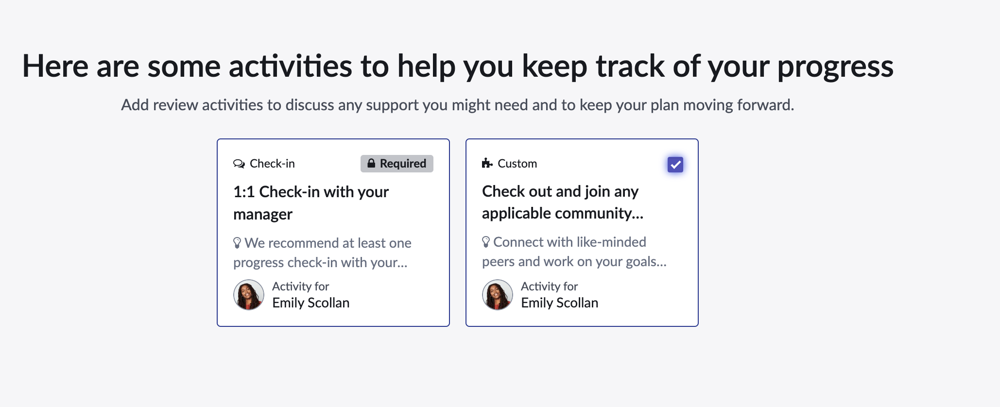 Here are some activities to help you keep track of your progress
Add review activities to discuss any support you might need and to keep your plan moving forward.
Check-in
Required
1:1 Check-in with your
manager
We recommend at least one
progress check-in with your...
Activity for
Emily Scollan
Custom
Check out and join any
applicable community...
Connect with like-minded
peers and work on your goals...
Activity for
Emily Scollan